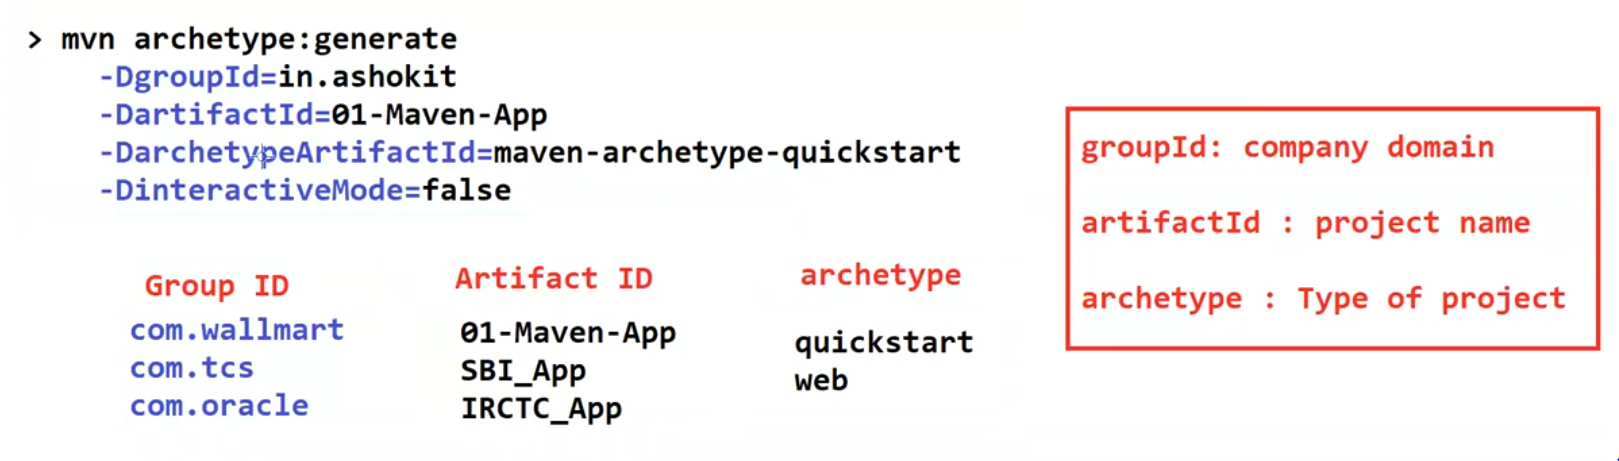 > mvn archetype:generate
-DgroupId=in.ashokit
-DartifactId=01-Maven-App
-DarchetypeArtifactId=maven-archetype-quickstart
-DinteractiveMode=false
groupId: company domain
artifactId : project name
archetype : Type of project
Group ID
com.wallmart
com.tcs
com.oracle
Artifact ID
01-Maven-App
SBI_App
IRCTC_App
archetype
quickstart
web